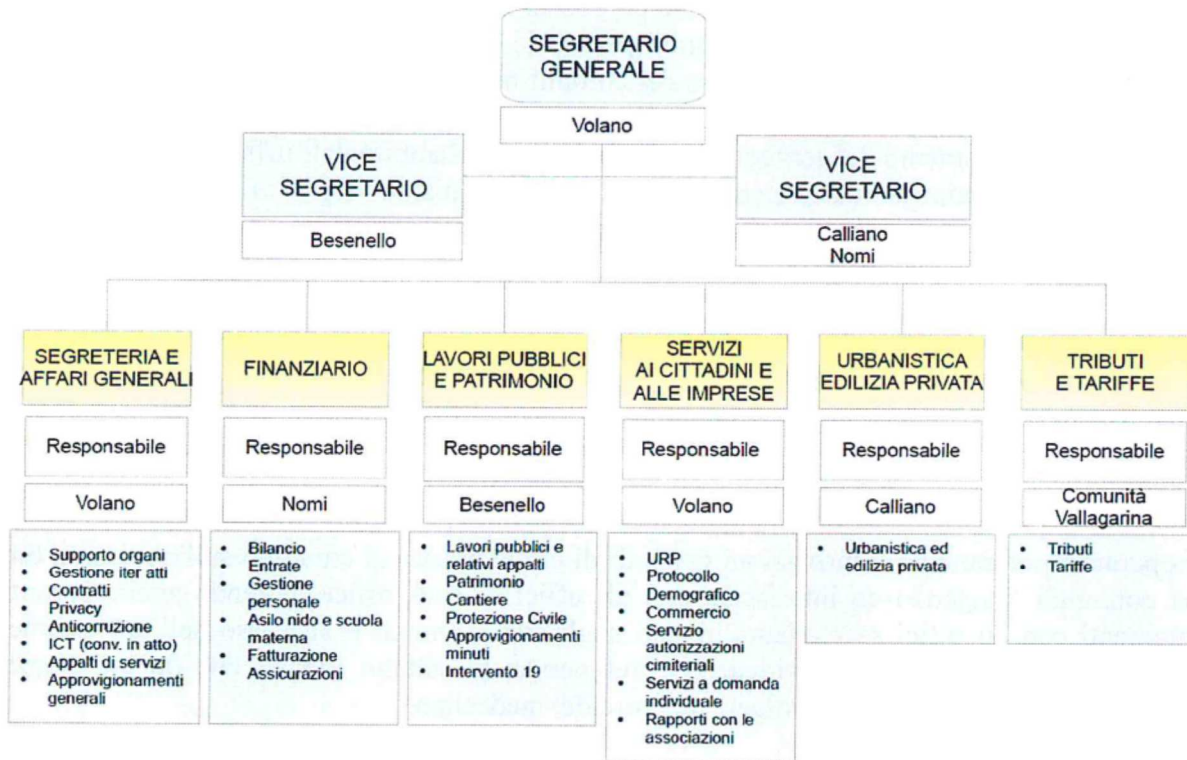 SEGRETARIO
GENERALE
Volano
VICE
SEGRETARIO
Besenello
VICE
SEGRETARIO
Calliano
Nomi
SEGRETERIA E
AFFARI GENERALI
Responsabile
Volano
• Supporto organi
• Gestione iter atti
• Contratti
• Privacy
• Anticorruzione
• ICT (conv. in atto)
• Appalti di servizi
• Approvigionamenti
generali
FINANZIARIO
Responsabile
Nomi
• Bilancio
• Entrate
• Gestione
personale
• Asilo nido e scuola
materna
• Fatturazione
• Assicurazioni
LAVORI PUBBLICI
E PATRIMONIO
Responsabile
Besenello
• Lavori pubblici e
relativi appalti
• Patrimonio
• Cantiere
• Protezione Civile
• Approvigionamenti
minuti
• Intervento 19
SERVIZI
AI CITTADINI E
ALLE IMPRESE
Responsabile
Volano
• URP
• Protocollo
• Demografico
• Commercio
• Servizio
autorizzazioni
cimiteriali
• Servizi a domanda
individuale
• Rapporti con le
associazioni
URBANISTICA
EDILIZIA PRIVATA
Responsabile
Calliano
• Urbanistica ed
edilizia privata
TRIBUTI
E TARIFFE
Responsabile
Comunità
Vallagarina
• Tributi
• Tariffe